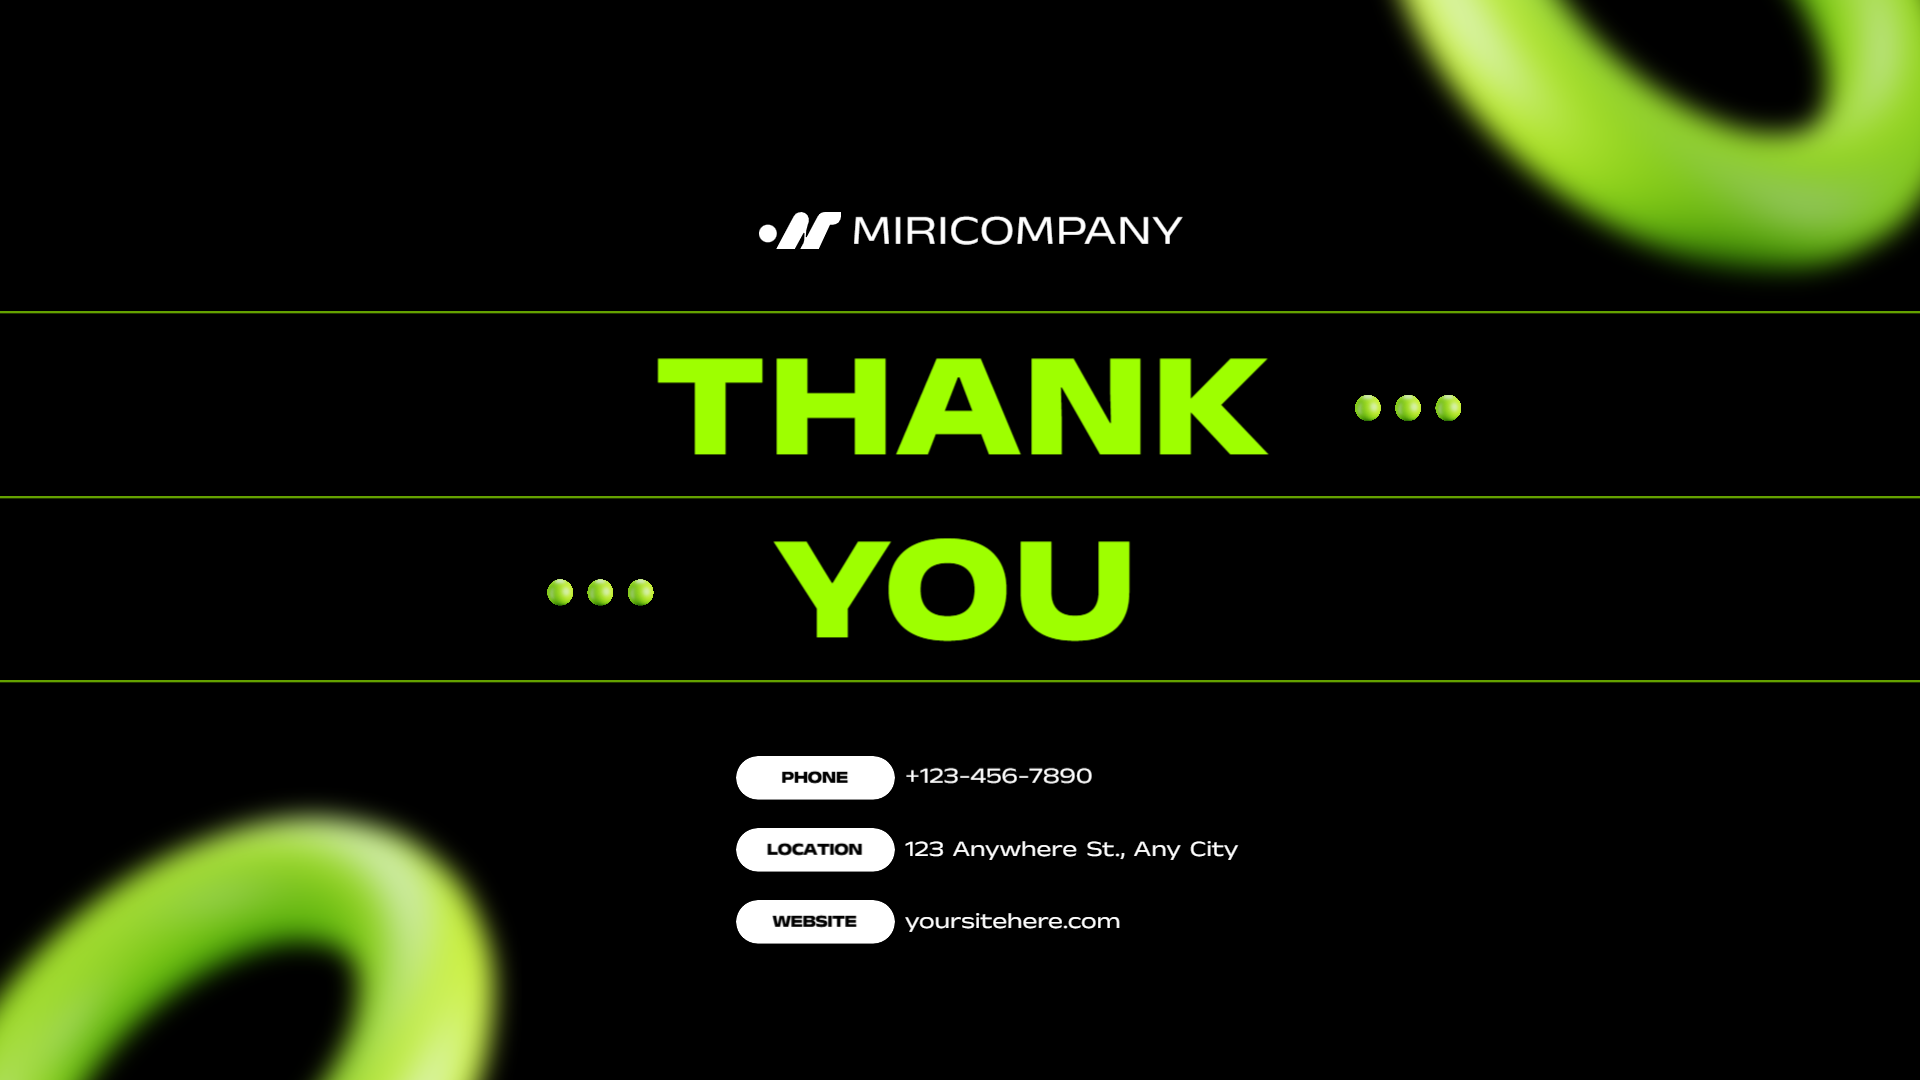 MIRICOMPANY
THANK
YOU
PHONE +123-456-7890
LOCATION 123 Anywhere St., Any City
WEBSITE yoursitehere.com